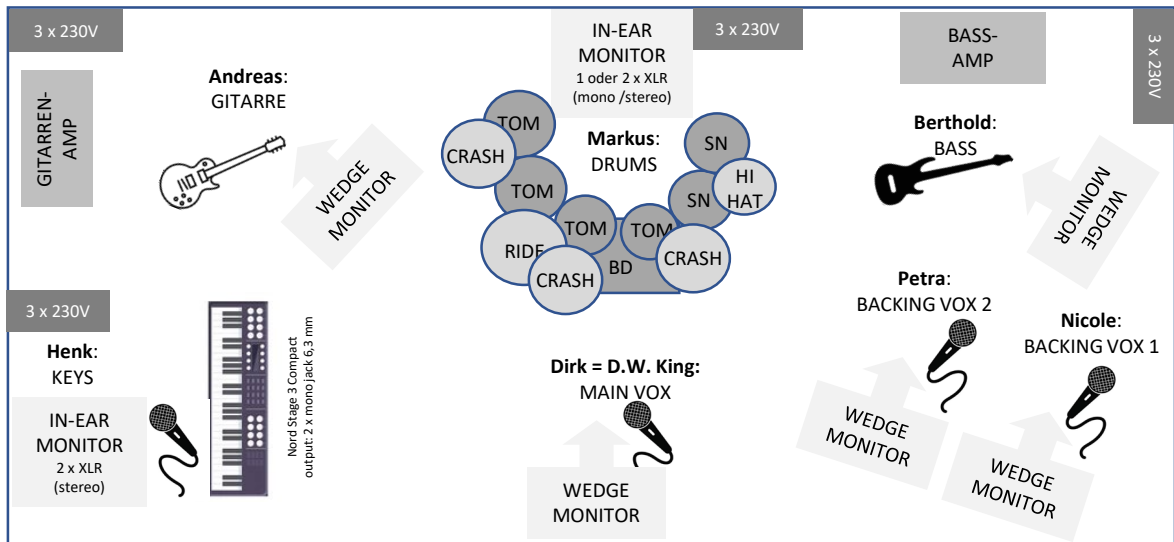 3 x 230V
IN-EAR
MONITOR
1 oder 2 x XLR
(mono /stereo)
3 x 230V
BASS-
AMP
3 x 230V
GITARREN-
AMP
Andreas:
GITARRE
WEDGE
MONITOR
TOM
CRASH
TOM
RIDE
TOM
CRASH
BD
TOM
CRASH
SN
SN
HI
HAT
Markus:
DRUMS
Berthold:
BASS
WEDGE
MONITOR
3 x 230V
Henk:
KEYS
IN-EAR
MONITOR
2 x XLR
(stereo)
Nord Stage 3 Compact
output: 2 x mono jack 6,3 mm
Dirk = D.W. King:
MAIN VOX
WEDGE
MONITOR
Petra:
BACKING VOX 2
WEDGE
MONITOR
Nicole:
BACKING VOX 1
WEDGE
MONITOR